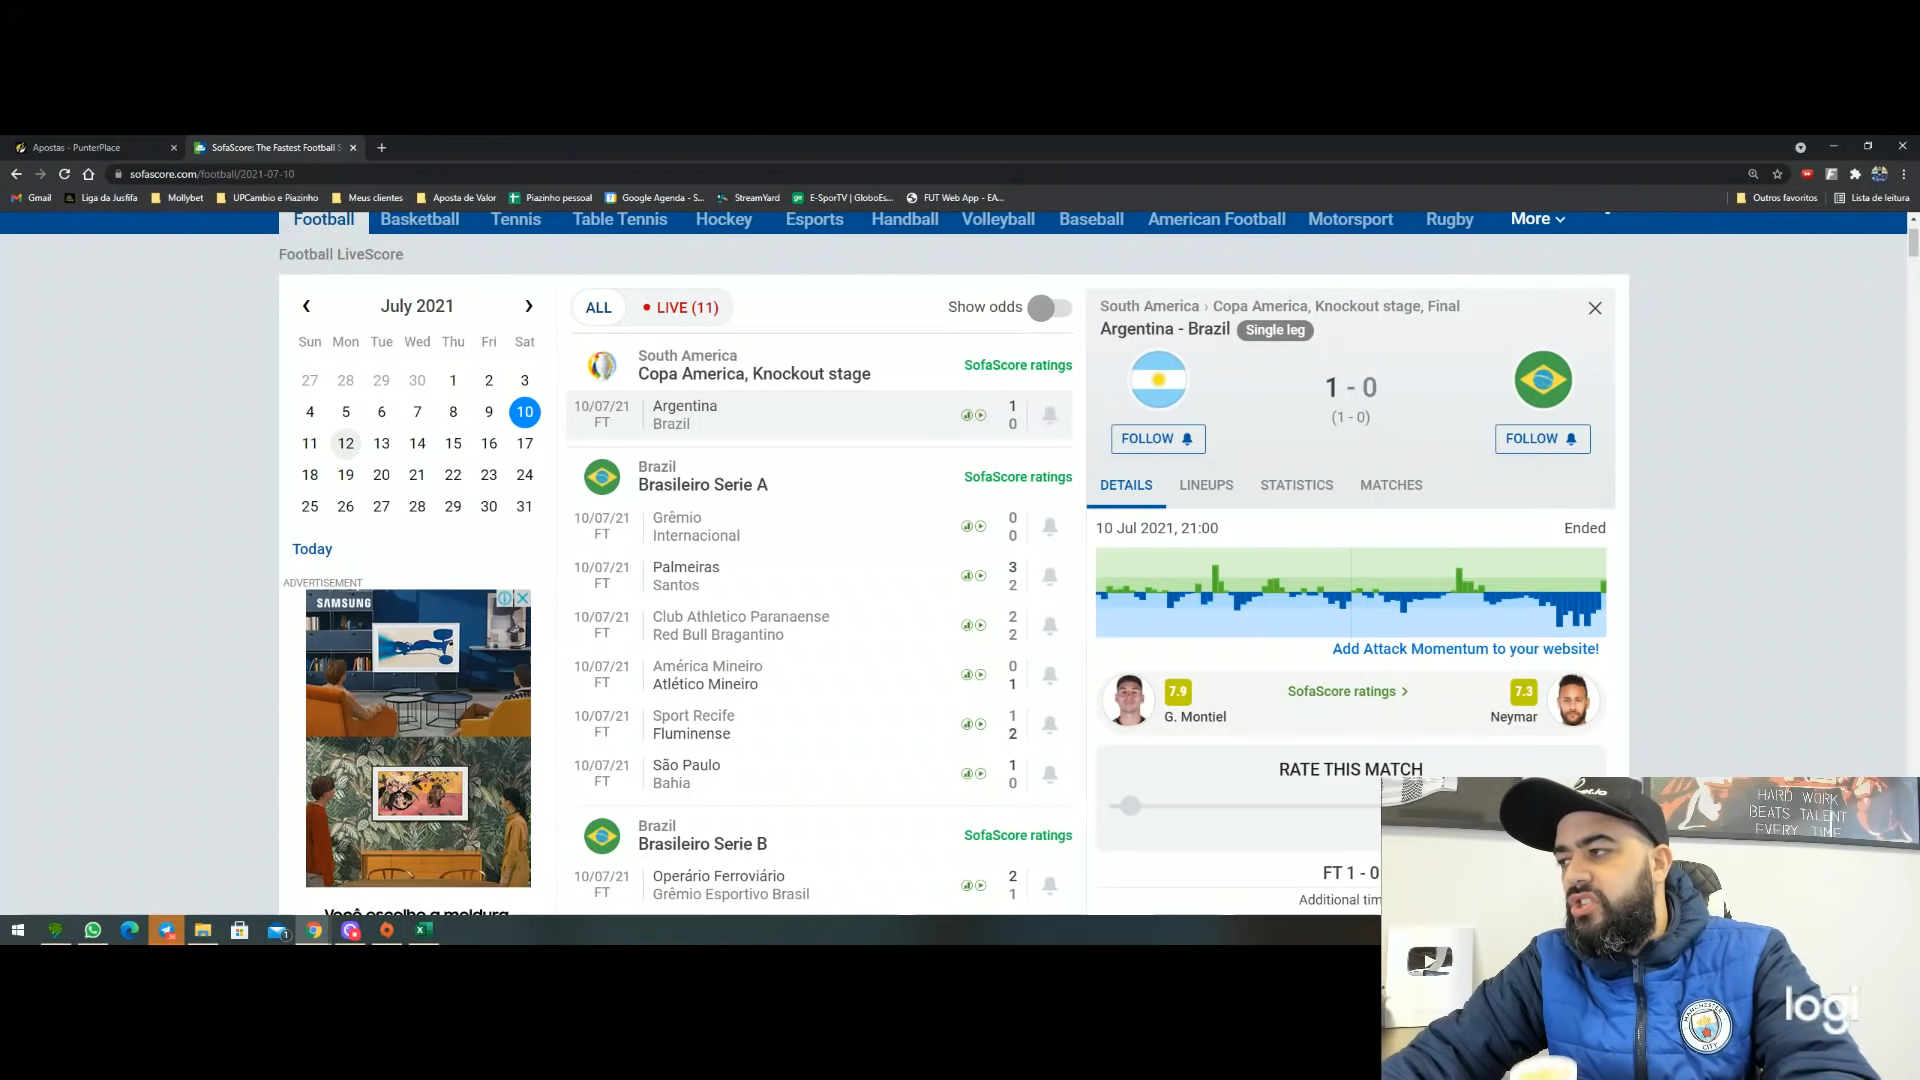 Apostas - PunterPlace
SofaScore: The Fastest Football S
sofascore.com/football/2021-07-10
Gmail
Liga da Jusfita
Mollybet
UPCambio e Piazinho
Meus clientes
Aposta de Valor
Piazinho pessoal
Google Agenda - S...
StreamYard
E-SporTV | GloboEs...
FUT Web App - EA...
Outros favoritos
Lista de leitura
Football Basketball Tennis Table Tennis Hockey Esports Handball Volleyball Baseball American Football Motorsport Rugby More
Football LiveScore
July 2021
Sun Mon Tue Wed Thu Fri Sat
27 28 29 30 1 2 3
4 5 6 7 8 9 10
11 12 13 14 15 16 17
18 19 20 21 22 23 24
25 26 27 28 29 30 31
Today
ADVERTISEMENT
SAMSUNG
Você escolhe a moldura
ALL
LIVE (11)
Show odds
South America
Copa America, Knockout stage
SofaScore ratings
10/07/21 Argentina 1
FT Brazil 0
Brazil
Brasileiro Serie A
SofaScore ratings
10/07/21 Grêmio 0
FT Internacional 0
10/07/21 Palmeiras 3
FT Santos 2
10/07/21 Club Athletico Paranaense 2
FT Red Bull Bragantino 2
10/07/21 América Mineiro 0
FT Atlético Mineiro 1
10/07/21 Sport Recife 1
FT Fluminense 2
10/07/21 São Paulo 1
FT Bahia 0
Brazil
Brasileiro Serie B
SofaScore ratings
10/07/21 Operário Ferroviário 2
FT Grêmio Esportivo Brasil 1
South America › Copa America, Knockout stage, Final
Argentina - Brazil Single leg
1 - 0
(1 - 0)
FOLLOW
FOLLOW
DETAILS LINEUPS STATISTICS MATCHES
10 Jul 2021, 21:00 Ended
Add Attack Momentum to your website!
7.9
G. Montiel
SofaScore ratings >
7.3
Neymar
RATE THIS MATCH
FT 1 - 0
Additional tim
HARD WORK
BEATS TALENT
EVERY TIME
MANCHESTER
CITY
logi